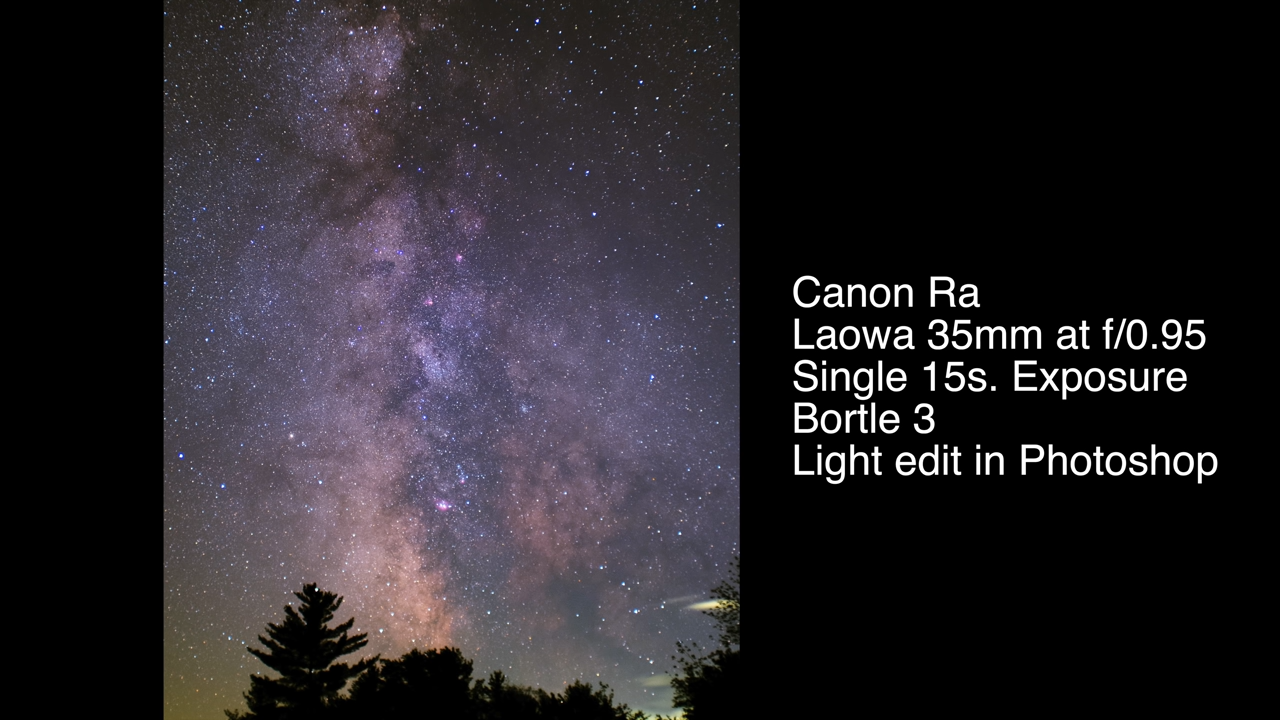 Canon Ra
Laowa 35mm at f/0.95
Single 15s. Exposure
Bortle 3
Light edit in Photoshop